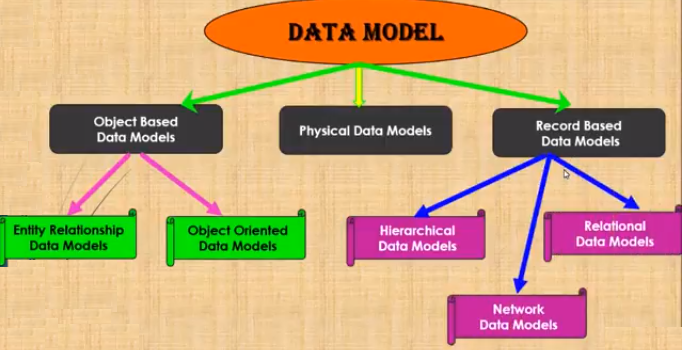 DATA MODEL
Object Based
Data Models
Physical Data Models
Record Based
Data Models
Entity Relationship
Data Models
Object Oriented
Data Models
Hierarchical
Data Models
Relational
Data Models
Network
Data Models